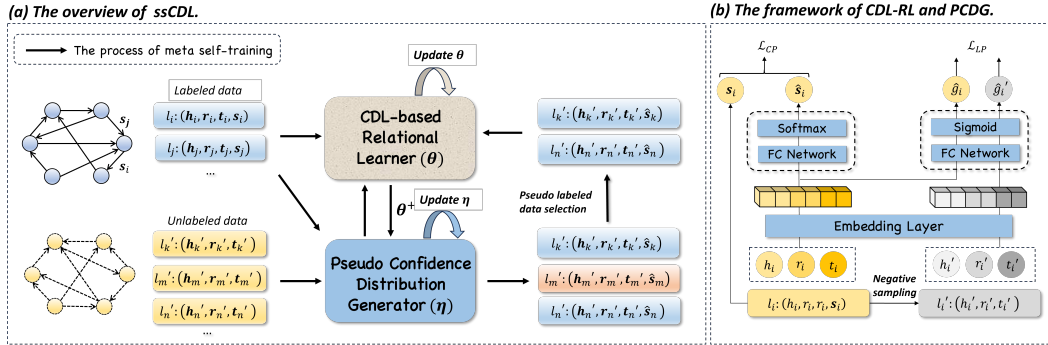 (a) The overview of ssCDL.
The process of meta self-training
s_j
s_i
Labeled data
l_i: (h_i, r_i, t_i, s_i)
l_j: (h_j, r_j, t_j, s_j)
...
Unlabeled data
l_k′: (h_k′, r_k′, t_k′)
l_m′: (h_m′, r_m′, t_m′)
l_n′: (h_n′, r_n′, t_n′)
...
Update θ
CDL-based
Relational
Learner (θ)
θ⁺
Update η
Pseudo Confidence
Distribution
Generator (η)
l_k′: (h_k′, r_k′, t_k′, ŝ_k)
l_n′: (h_n′, r_n′, t_n′, ŝ_n)
Pseudo labeled
data selection
l_k′: (h_k′, r_k′, t_k′, ŝ_k)
l_m′: (h_m′, r_m′, t_m′, ŝ_m)
l_n′: (h_n′, r_n′, t_n′, ŝ_n)
(b) The framework of CDL-RL and PCDG.
ℒ_CP
ℒ_LP
s_i
ŝ_i
ĝ_i
ĝ_i′
Softmax
FC Network
Sigmoid
FC Network
Embedding Layer
h_i r_i t_i
h_i′ r_i′ t_i′
Negative
sampling
l_i: (h_i, r_i, r_i, s_i)
l_i′: (h_i′, r_i′, t_i′)